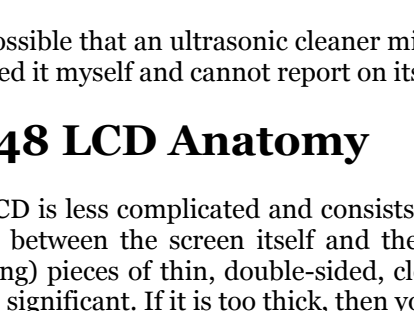 ossible that an ultrasonic cleaner mi
ed it myself and cannot report on its
48 LCD Anatomy
CD is less complicated and consists
between the screen itself and the
ng) pieces of thin, double-sided, cle
significant. If it is too thick, then yo